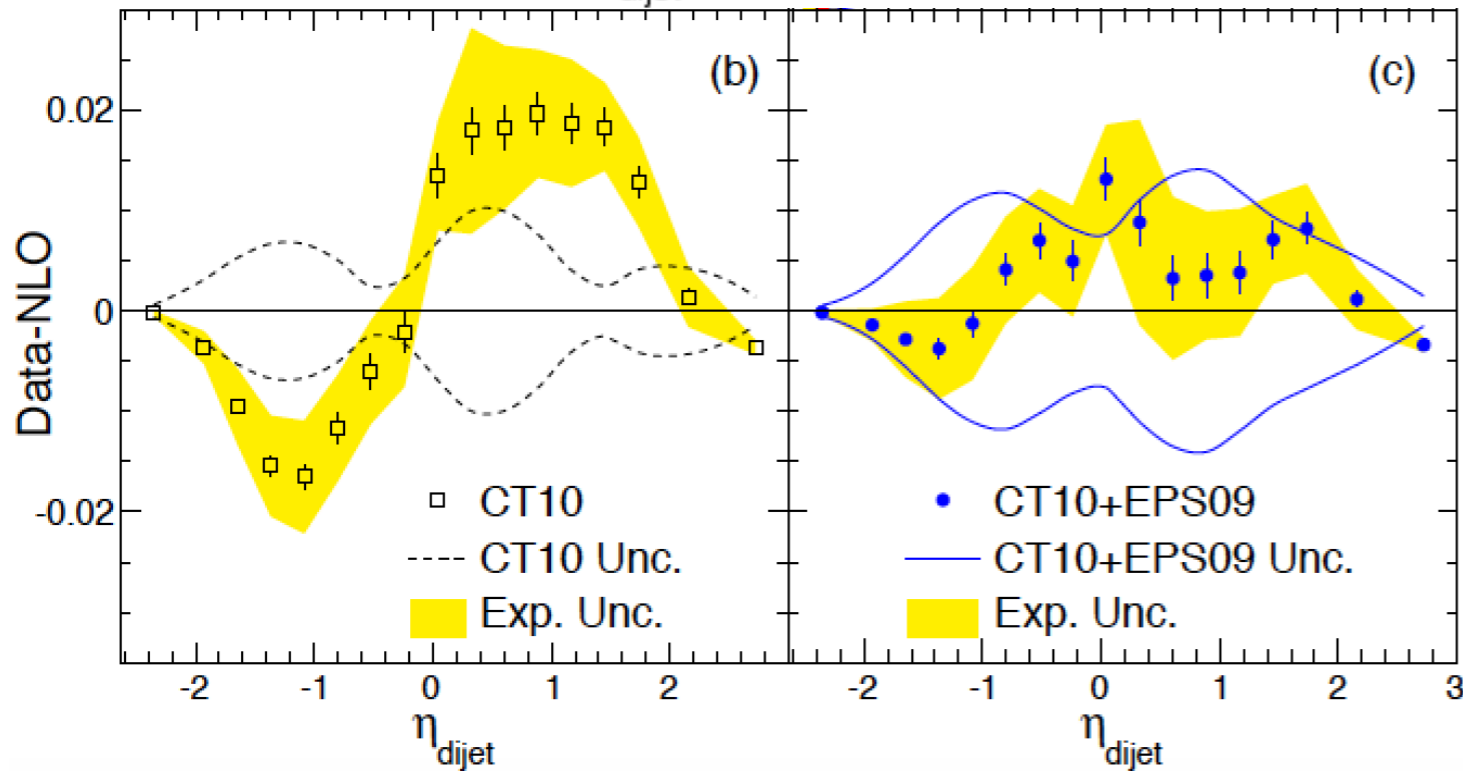 (b)
(c)
Data-NLO
0.02
0
-0.02
CT10
CT10 Unc.
Exp. Unc.
CT10+EPS09
CT10+EPS09 Unc.
Exp. Unc.
-2 -1 0 1 2
-2 -1 0 1 2 3
ηdijet
ηdijet